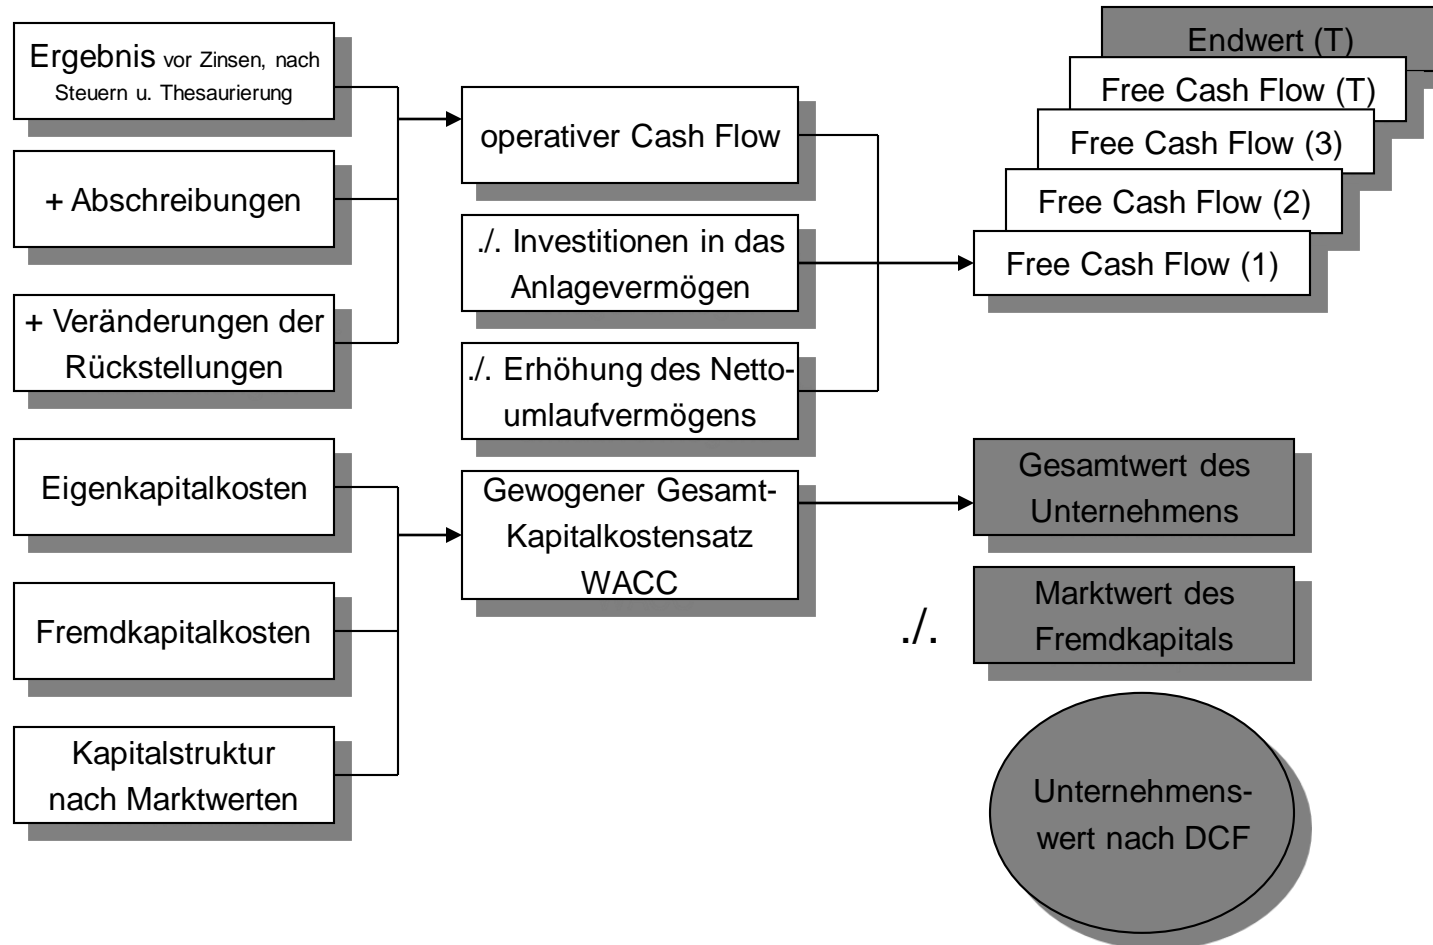 Ergebnis vor Zinsen, nach
Steuern u. Thesaurierung
+ Abschreibungen
+ Veränderungen der
Rückstellungen
Eigenkapitalkosten
Fremdkapitalkosten
Kapitalstruktur
nach Marktwerten
operativer Cash Flow
./. Investitionen in das
Anlagevermögen
./. Erhöhung des Netto-
umlaufvermögens
Gewogener Gesamt-
Kapitalkostensatz
WACC
Endwert (T)
Free Cash Flow (T)
Free Cash Flow (3)
Free Cash Flow (2)
Free Cash Flow (1)
Gesamtwert des
Unternehmens
./.
Marktwert des
Fremdkapitals
Unternehmens-
wert nach DCF